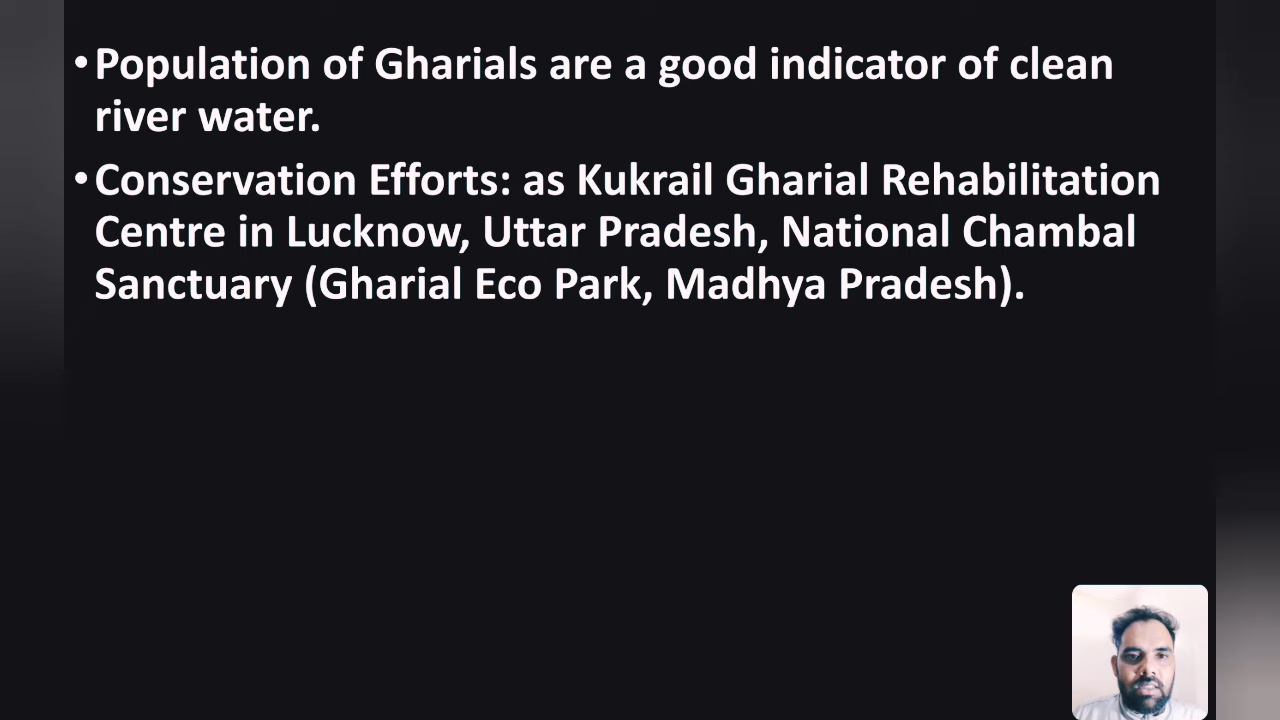 • Population of Gharials are a good indicator of clean
river water.
• Conservation Efforts: as Kukrail Gharial Rehabilitation
Centre in Lucknow, Uttar Pradesh, National Chambal
Sanctuary (Gharial Eco Park, Madhya Pradesh).